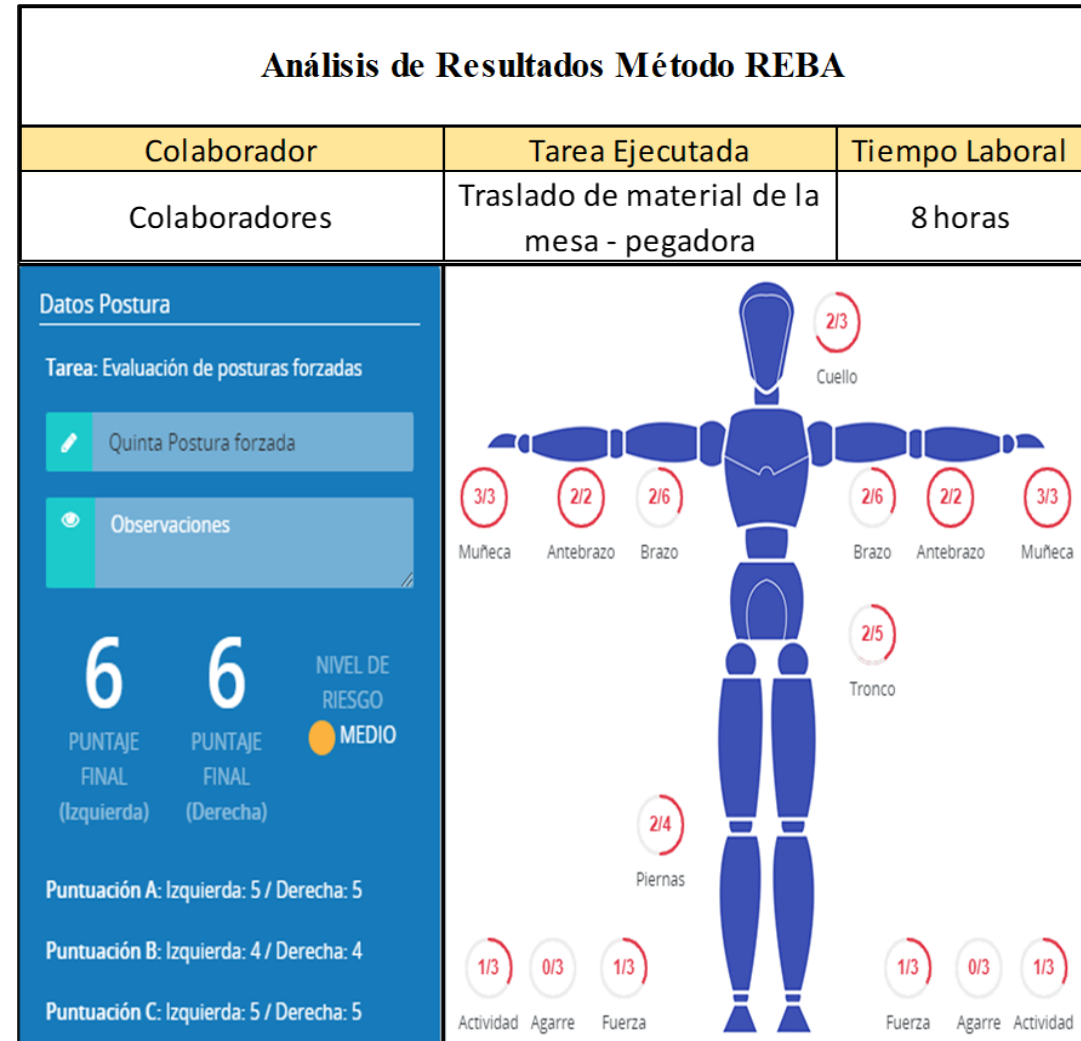 Análisis de Resultados Método REBA
Colaborador
Tarea Ejecutada
Tiempo Laboral
Colaboradores
Traslado de material de la
mesa - pegadora
8 horas
Datos Postura
Tarea: Evaluación de posturas forzadas
Quinta Postura forzada
Observaciones
6
6
NIVEL DE
RIESGO
MEDIO
PUNTAJE
FINAL
(Izquierda)
PUNTAJE
FINAL
(Derecha)
Puntuación A: Izquierda: 5 / Derecha: 5
Puntuación B: Izquierda: 4 / Derecha: 4
Puntuación C: Izquierda: 5 / Derecha: 5
2/3
Cuello
3/3
2/2
2/6
2/6
2/2
3/3
Muñeca
Antebrazo
Brazo
Brazo
Antebrazo
Muñeca
2/5
Tronco
2/4
Piernas
1/3
0/3
1/3
1/3
0/3
1/3
Actividad
Agarre
Fuerza
Fuerza
Agarre
Actividad